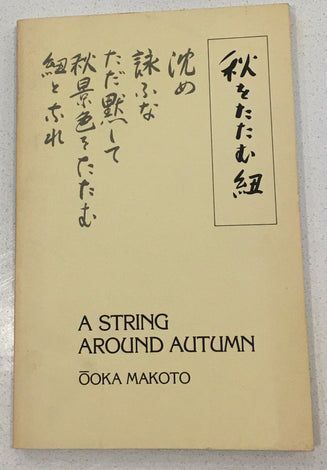 秋をたたむ紐
沈め
詠ふな
ただ黙して
秋景色をたたむ
紐となれ
A STRING
AROUND AUTUMN
ŌOKA MAKOTO